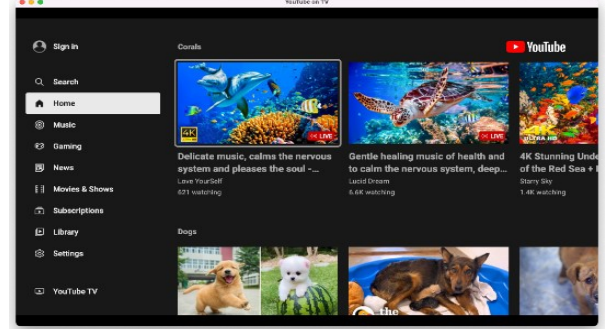 YouTube on TV
Sign in
Search
Home
Music
Gaming
News
Movies & Shows
Subscriptions
Library
Settings
YouTube TV
YouTube
Corals
4K
LIVE
Delicate music, calms the nervous
system and pleases the soul -...
Love YourSelf
621 watching
LIVE
Gentle healing music of health and
to calm the nervous system, deep...
Lucid Dream
6.6K watching
ULTRA HD
4K Stunning Unde
of the Red Sea +
Starry Sky
1.4K watching
Dogs
the